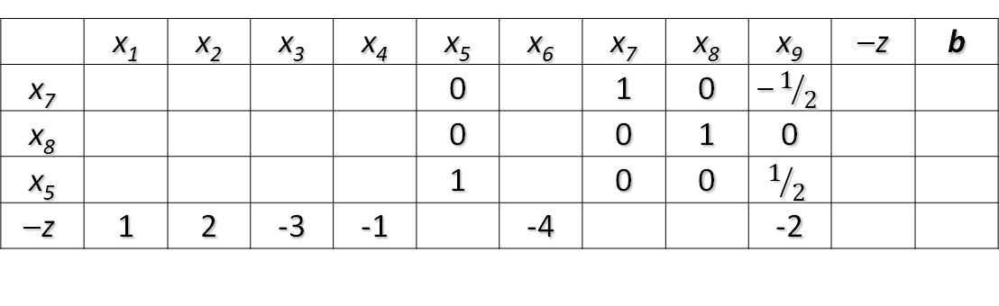 x₁ x₂ x₃ x₄ x₅ x₆ x₇ x₈ x₉ –z b
x₇ 0 1 0 –1/2
x₈ 0 0 1 0
x₅ 1 0 0 1/2
–z 1 2 -3 -1 -4 -2